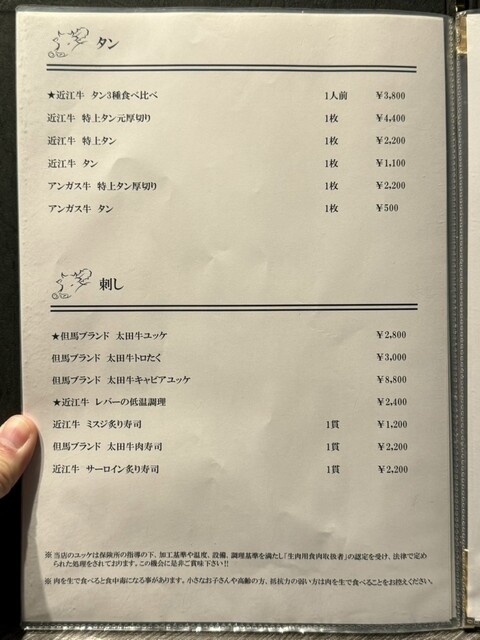 タン
★近江牛 タン3種食べ比べ 1人前 ￥3,800
近江牛 特上タン元厚切り 1枚 ￥4,400
近江牛 特上タン 1枚 ￥2,200
近江牛 タン 1枚 ￥1,100
アンガス牛 特上タン厚切り 1枚 ￥2,200
アンガス牛 タン 1枚 ￥500
刺し
★但馬ブランド 太田牛ユッケ ￥2,800
但馬ブランド 太田牛トロたく ￥3,000
但馬ブランド 太田牛キャビアユッケ ￥8,800
★近江牛 レバーの低温調理 ￥2,400
近江牛 ミスジ炙り寿司 1貫 ￥1,200
但馬ブランド 太田牛肉寿司 1貫 ￥2,200
近江牛 サーロイン炙り寿司 1貫 ￥2,200
※ 当店のユッケは保険所の指導の下、加工基準や温度、設備、調理基準を満たし「生肉用食肉取扱者」の認定を受け、法律で定め
られた処理をされております。この機会に是非ご賞味下さい!!
※ 肉を生で食べると食中毒になる事があります。小さなお子さんや高齢の方、抵抗力の弱い方は肉を生で食べることをお控えください。